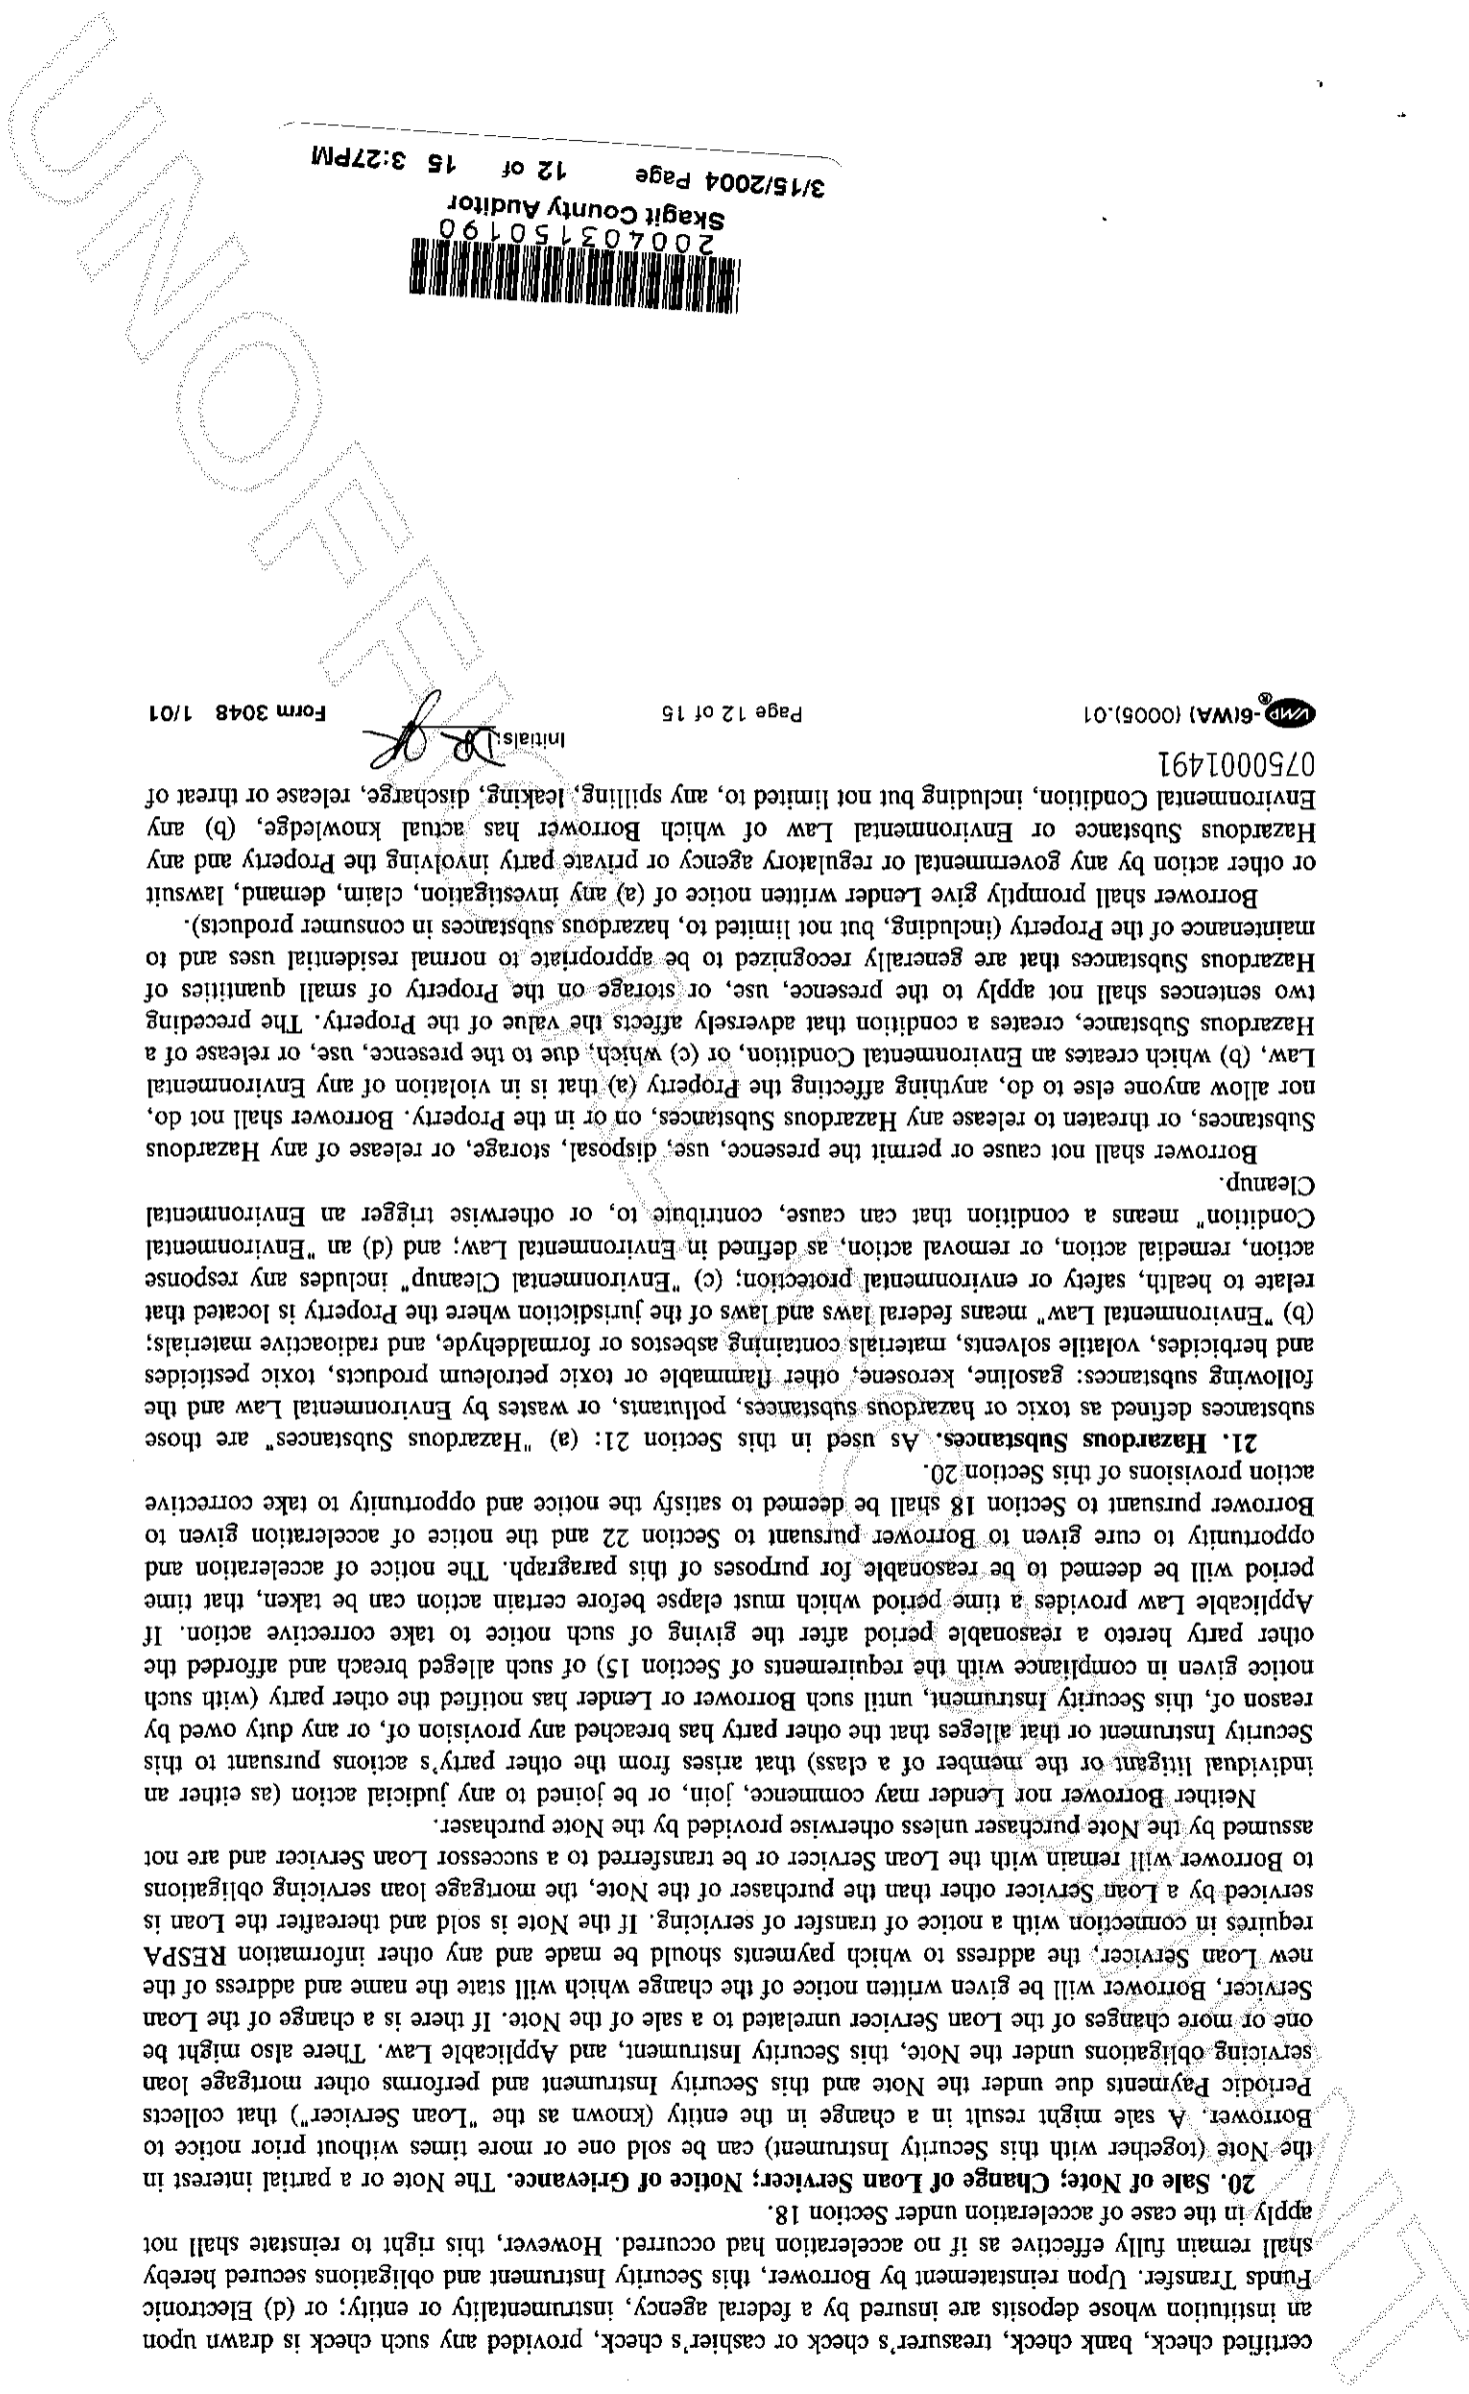 certified check, bank check, treasurer's check or cashier's check, provided any such check is drawn upon
an institution whose deposits are insured by a federal agency, instrumentality or entity; or (d) Electronic
Funds Transfer. Upon reinstatement by Borrower, this Security Instrument and obligations secured hereby
shall remain fully effective as if no acceleration had occurred. However, this right to reinstate shall not
apply in the case of acceleration under Section 18.
20. Sale of Note; Change of Loan Servicer; Notice of Grievance. The Note or a partial interest in
the Note (together with this Security Instrument) can be sold one or more times without prior notice to
Borrower. A sale might result in a change in the entity (known as the "Loan Servicer") that collects
Periodic Payments due under the Note and this Security Instrument and performs other mortgage loan
servicing obligations under the Note, this Security Instrument, and Applicable Law. There also might be
one or more changes of the Loan Servicer unrelated to a sale of the Note. If there is a change of the Loan
Servicer, Borrower will be given written notice of the change which will state the name and address of the
new Loan Servicer, the address to which payments should be made and any other information RESPA
requires in connection with a notice of transfer of servicing. If the Note is sold and thereafter the Loan is
serviced by a Loan Servicer other than the purchaser of the Note, the mortgage loan servicing obligations
to Borrower will remain with the Loan Servicer or be transferred to a successor Loan Servicer and are not
assumed by the Note purchaser unless otherwise provided by the Note purchaser.
Neither Borrower nor Lender may commence, join, or be joined to any judicial action (as either an
individual litigant or the member of a class) that arises from the other party's actions pursuant to this
Security Instrument or that alleges that the other party has breached any provision of, or any duty owed by
reason of, this Security Instrument, until such Borrower or Lender has notified the other party (with such
notice given in compliance with the requirements of Section 15) of such alleged breach and afforded the
other party hereto a reasonable period after the giving of such notice to take corrective action. If
Applicable Law provides a time period which must elapse before certain action can be taken, that time
period will be deemed to be reasonable for purposes of this paragraph. The notice of acceleration and
opportunity to cure given to Borrower pursuant to Section 22 and the notice of acceleration given to
Borrower pursuant to Section 18 shall be deemed to satisfy the notice and opportunity to take corrective
action provisions of this Section 20.
21. Hazardous Substances. As used in this Section 21: (a) "Hazardous Substances" are those
substances defined as toxic or hazardous substances, pollutants, or wastes by Environmental Law and the
following substances: gasoline, kerosene, other flammable or toxic petroleum products, toxic pesticides
and herbicides, volatile solvents, materials containing asbestos or formaldehyde, and radioactive materials;
(b) "Environmental Law" means federal laws and laws of the jurisdiction where the Property is located that
relate to health, safety or environmental protection; (c) "Environmental Cleanup" includes any response
action, remedial action, or removal action, as defined in Environmental Law; and (d) an "Environmental
Condition" means a condition that can cause, contribute to, or otherwise trigger an Environmental
Cleanup.
Borrower shall not cause or permit the presence, use, disposal, storage, or release of any Hazardous
Substances, or threaten to release any Hazardous Substances, on or in the Property. Borrower shall not do,
nor allow anyone else to do, anything affecting the Property (a) that is in violation of any Environmental
Law, (b) which creates an Environmental Condition, or (c) which, due to the presence, use, or release of a
Hazardous Substance, creates a condition that adversely affects the value of the Property. The preceding
two sentences shall not apply to the presence, use, or storage on the Property of small quantities of
Hazardous Substances that are generally recognized to be appropriate to normal residential uses and to
maintenance of the Property (including, but not limited to, hazardous substances in consumer products).
Borrower shall promptly give Lender written notice of (a) any investigation, claim, demand, lawsuit
or other action by any governmental or regulatory agency or private party involving the Property and any
Hazardous Substance or Environmental Law of which Borrower has actual knowledge, (b) any
Environmental Condition, including but not limited to, any spilling, leaking, discharge, release or threat of
0750001491
Initials: DR
VMP®-6(WA) (0005).01 Page 12 of 15 Form 3048 1/01
200403150190
Skagit County Auditor
3/15/2004 Page 12 of 15 3:27PM
UNOFFICIAL DOCUMENT